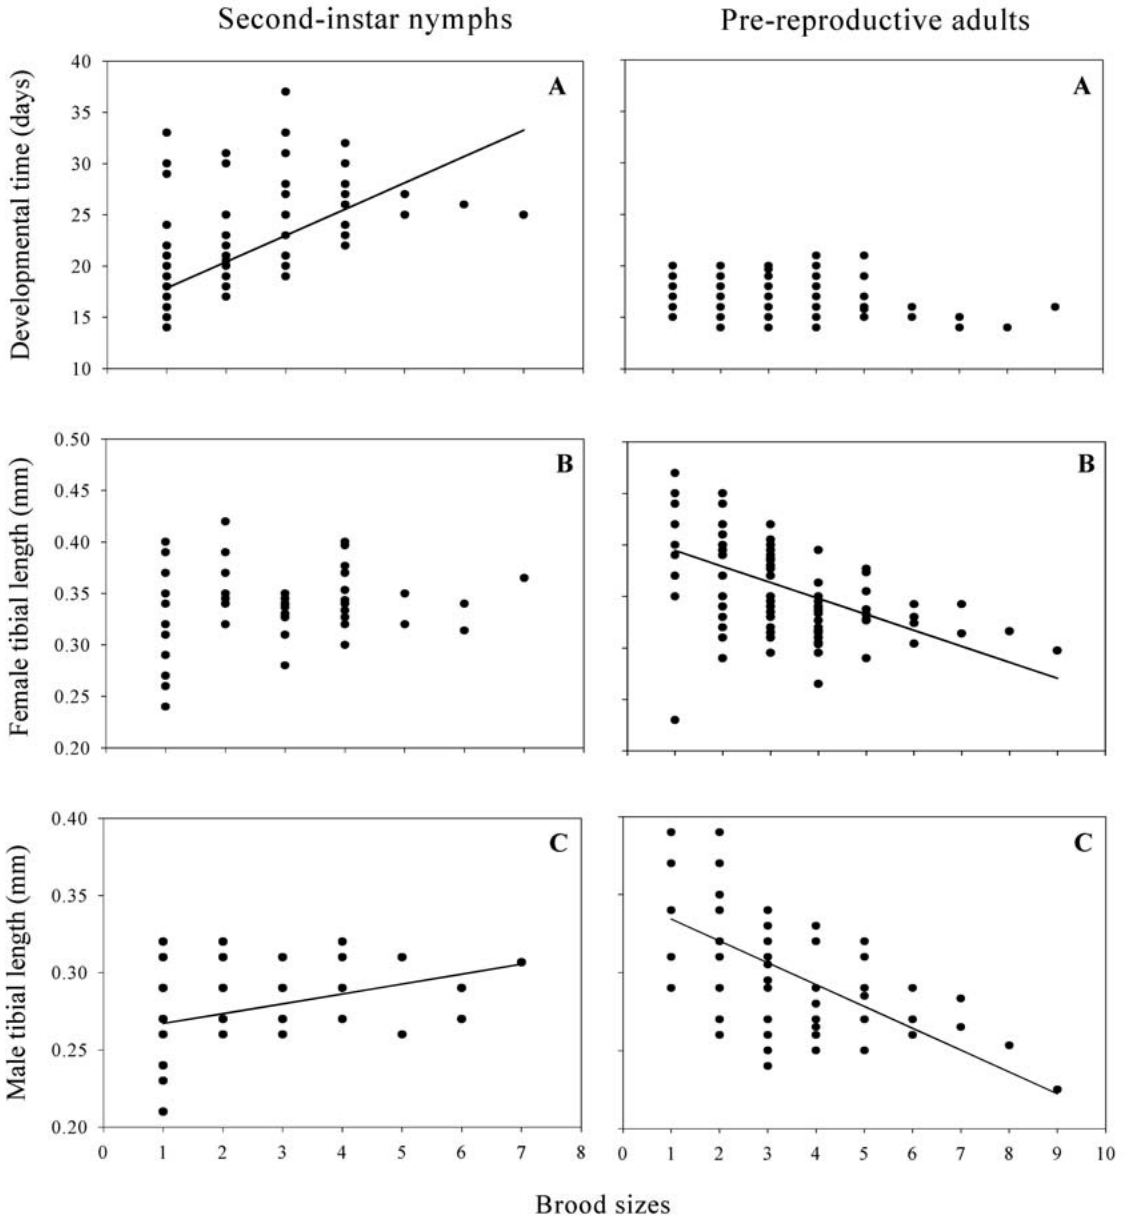 Second-instar nymphs
Pre-reproductive adults
Developmental time (days)
40
35
30
25
20
15
10
A
A
Female tibial length (mm)
0.50
0.45
0.40
0.35
0.30
0.25
0.20
B
B
Male tibial length (mm)
0.40
0.35
0.30
0.25
0.20
C
C
0 1 2 3 4 5 6 7 8
0 1 2 3 4 5 6 7 8 9 10
Brood sizes